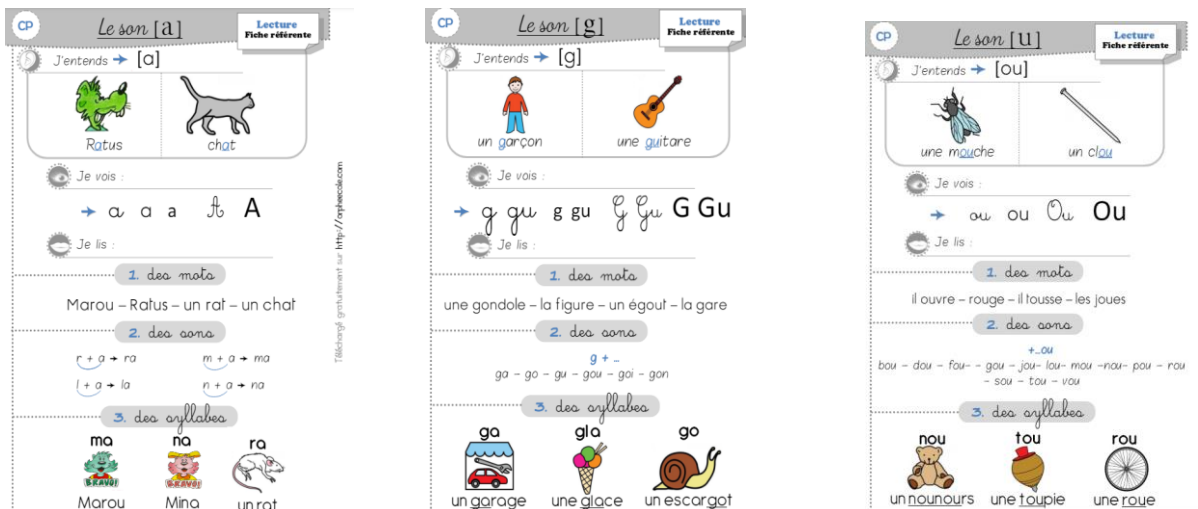 CP
Le son [a]
Lecture
Fiche référente
J'entends → [a]
Ratus
chat
Je vois :
→ a a a A A
Je lis :
1. des mots
Marou – Ratus – un rat – un chat
2. des sons
r + a → ra
m + a → ma
l + a → la
n + a → na
3. des syllabes
ma na ra
BRAVO! BRAVO!
Marou Mina un rat
Téléchargé gratuitement sur http://orpheecole.com
CP
Le son [g]
Lecture
Fiche référente
J'entends → [g]
un garçon
une guitare
Je vois :
→ g gu g gu G Gu G Gu
Je lis :
1. des mots
une gondole – la figure – un égout – la gare
2. des sons
g + ...
ga – go – gu – gou – goi – gon
3. des syllabes
ga gla go
un garage une glace un escargot
CP
Le son [u]
Lecture
Fiche référente
J'entends → [ou]
une mouche
un clou
Je vois :
→ ou ou Ou Ou
Je lis :
1. des mots
il ouvre – rouge – il tousse – les joues
2. des sons
+...ou
bou – dou – fou- - gou – jou- lou- mou -nou- pou - rou
- sou – tou – vou
3. des syllabes
nou tou rou
un nounours une toupie une roue